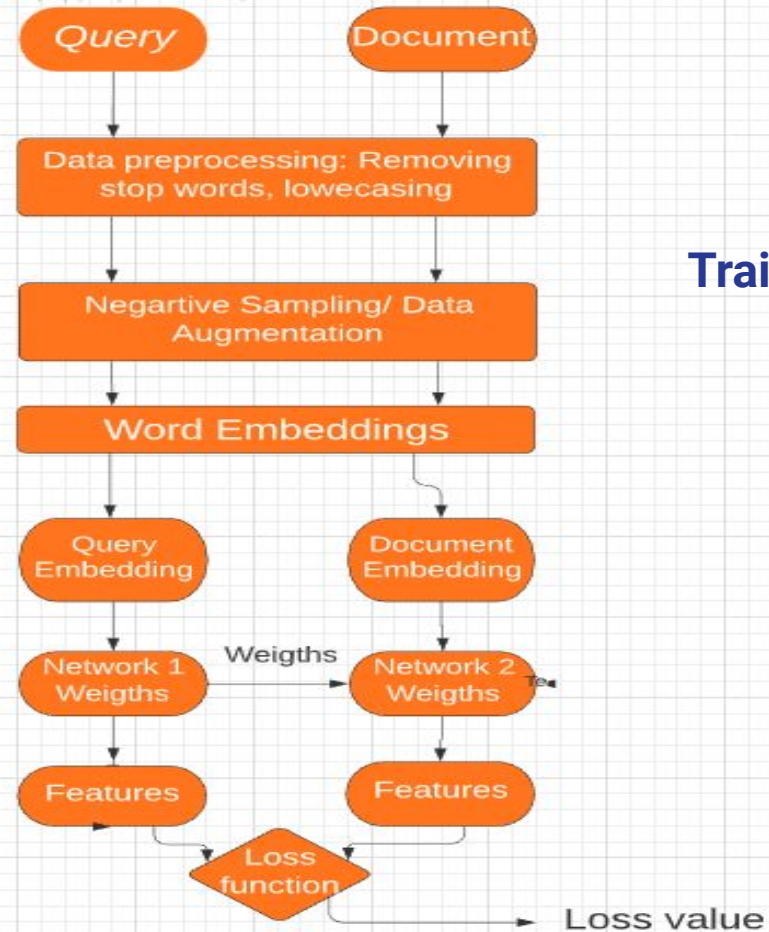 Query
Document
Data preprocessing: Removing
stop words, lowecasing
Trai
Negartive Sampling/ Data
Augmentation
Word Embeddings
Query
Embedding
Document
Embedding
Weigths
Network 1
Weigths
Network 2
Weigths
Te
Features
Features
Loss
function
Loss value